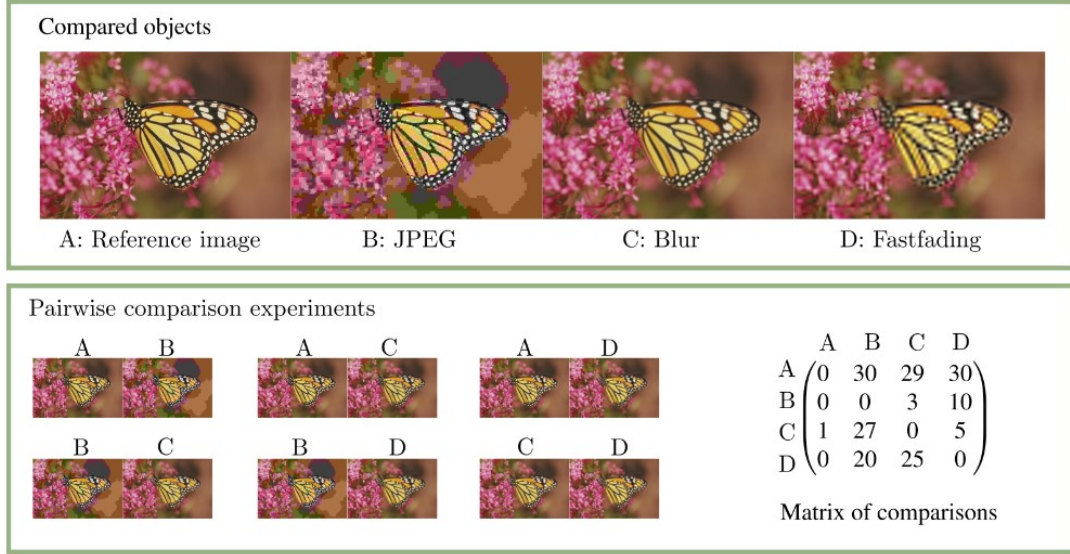 Compared objects
A: Reference image
B: JPEG
C: Blur
D: Fastfading
Pairwise comparison experiments
A B
A C
A D
B C
B D
C D
A B C D
A 0 30 29 30
B 0 0 3 10
C 1 27 0 5
D 0 20 25 0
Matrix of comparisons